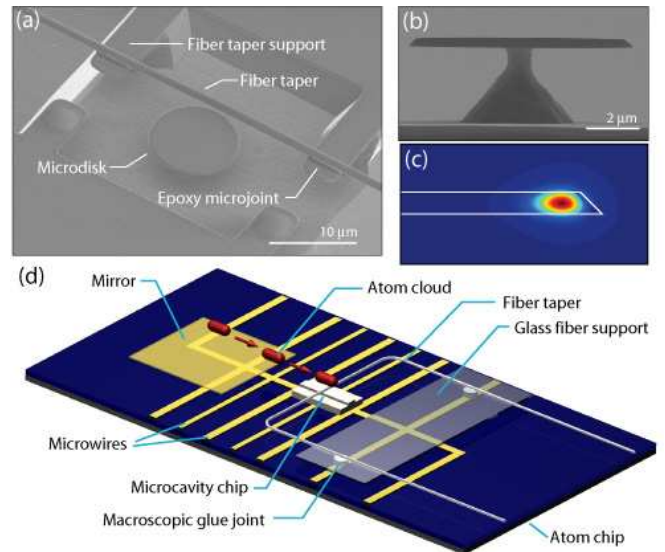 (a)
Fiber taper support
Fiber taper
Microdisk
Epoxy microjoint
10 μm
(b)
2 μm
(c)
(d)
Mirror
Atom cloud
Fiber taper
Glass fiber support
Microwires
Microcavity chip
Macroscopic glue joint
Atom chip